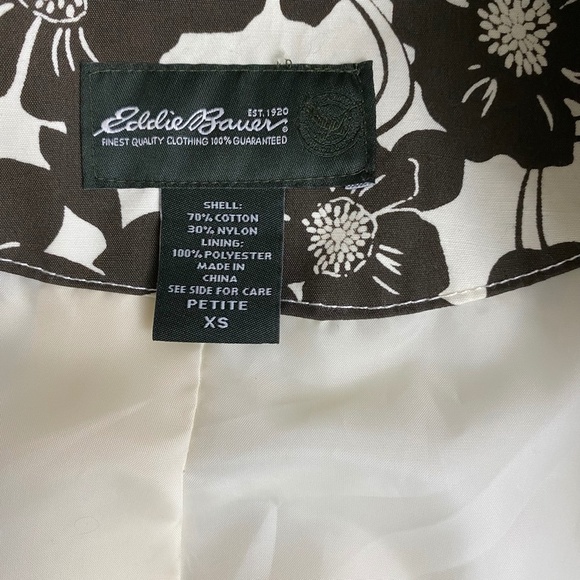 EST. 1920
Eddie Bauer®
FINEST QUALITY CLOTHING 100% GUARANTEED
SHELL:
70% COTTON
30% NYLON
LINING:
100% POLYESTER
MADE IN
CHINA
SEE SIDE FOR CARE
PETITE
XS